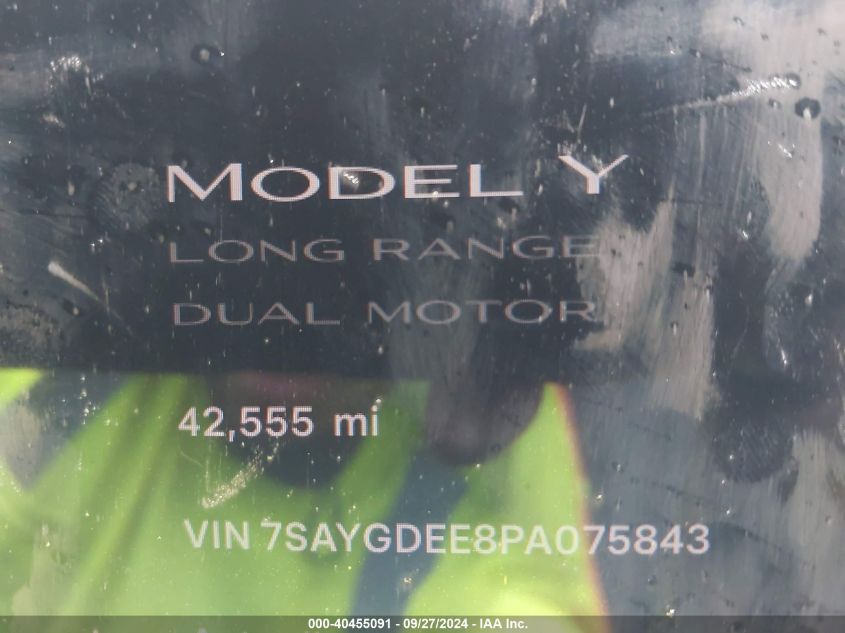 MODEL Y
LONG RANGE
DUAL MOTOR
42,555 mi
VIN 7SAYGDEE8PA075843
000-40455091 - 09/27/2024 - IAA Inc.